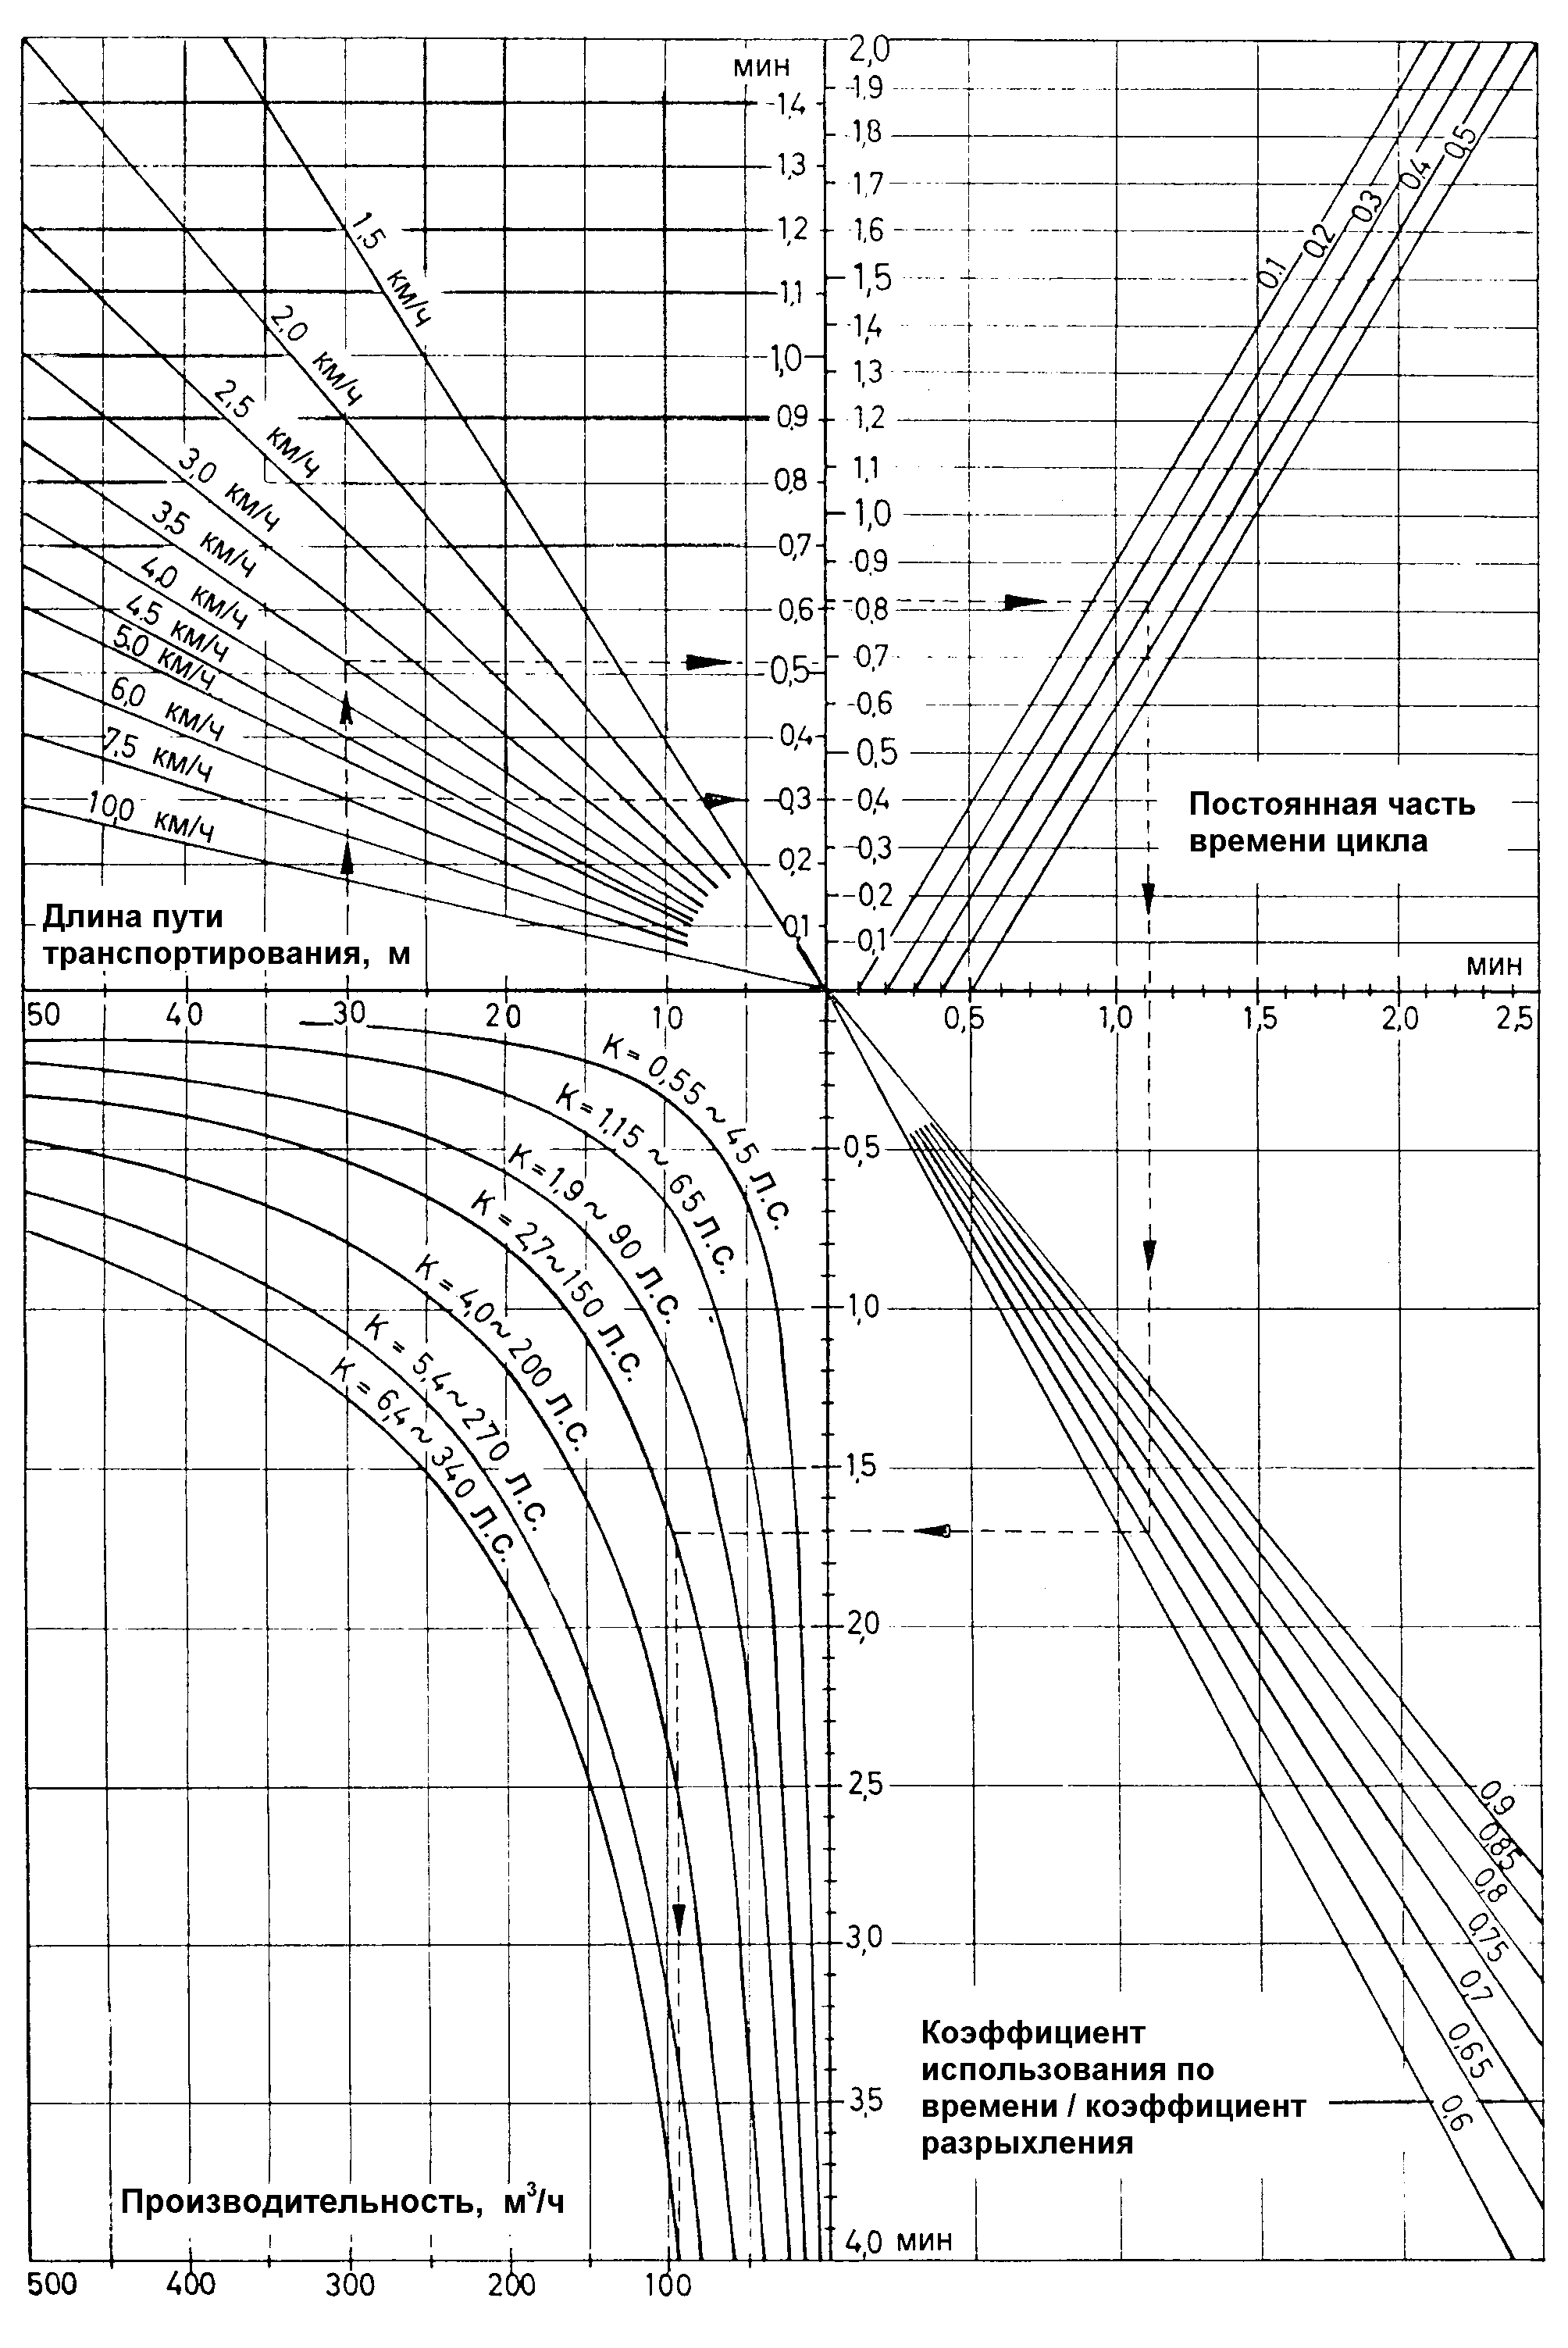 мин
2,0
1,9
1,4
1,8
1,3
1,7
1,2
1,6
1,1
1,5
1,4
1,0
1,3
0,9
1,2
1,1
0,8
1,0
0,7
0,9
0,6
0,8
0,5
0,7
0,6
0,4
0,5
0,3
0,4
0,3
0,2
0,2
0,1
0,1
1,5 км/ч
2,0 км/ч
2,5 км/ч
3,0 км/ч
3,5 км/ч
4,0 км/ч
4.5 км/ч
5.0 км/ч
6,0 км/ч
7,5 км/ч
10,0 км/ч
0.1
0.2
0.3
0.4
0.5
Постоянная часть
времени цикла
Длина пути
транспортирования, м
мин
50 40 30 20 10
0,5 1,0 1,5 2,0 2,5
К = 0,55 ~ 45 л.с.
К = 1,15 ~ 65 л.с.
К = 1,9 ~ 90 л.с.
К = 2,7 ~ 150 л.с.
К = 4,0 ~ 200 л.с.
К = 5,4 ~ 270 л.с.
К = 6,4 ~ 340 л.с.
0,5
1,0
1,5
2,0
2,5
3,0
3,5
4,0 мин
0,9
0,85
0,8
0,75
0,7
0,65
0,6
Коэффициент
использования по
времени / коэффициент
разрыхления
Производительность, м³/ч
500 400 300 200 100